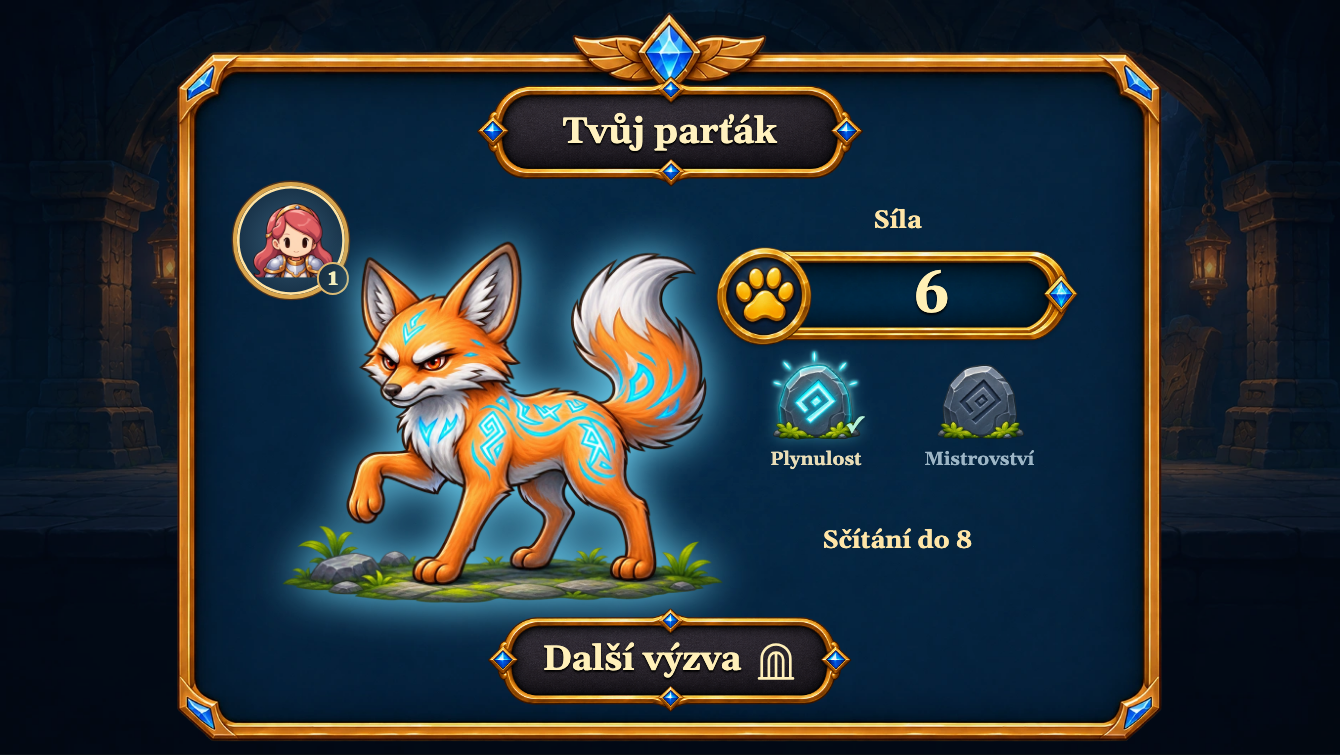 Tvůj parťák
1
Síla
6
Plynulost
Mistrovství
Sčítání do 8
Další výzva